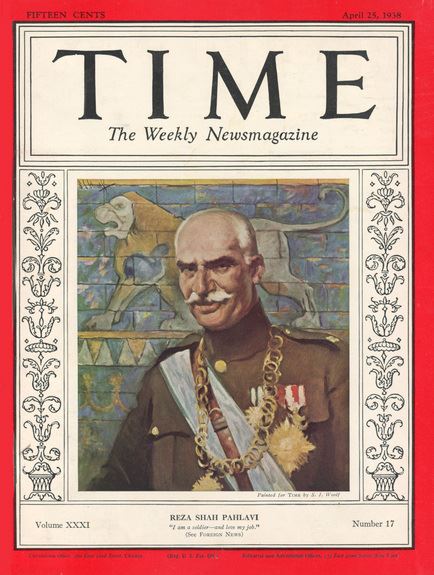 FIFTEEN CENTS April 25, 1938
TIME
The Weekly Newsmagazine
Painted for TIME by S. J. Woolf
Volume XXXI
REZA SHAH PAHLAVI
"I am a soldier—and love my job."
(See FOREIGN NEWS)
Number 17